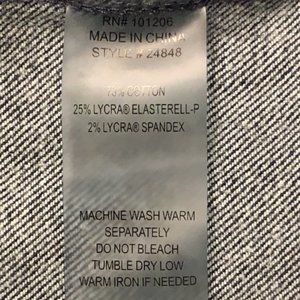 RN# 101206
MADE IN CHINA
STYLE # 24848
73% COTTON
25% LYCRA® ELASTERELL-P
2% LYCRA® SPANDEX
MACHINE WASH WARM
SEPARATELY
DO NOT BLEACH
TUMBLE DRY LOW
WARM IRON IF NEEDED